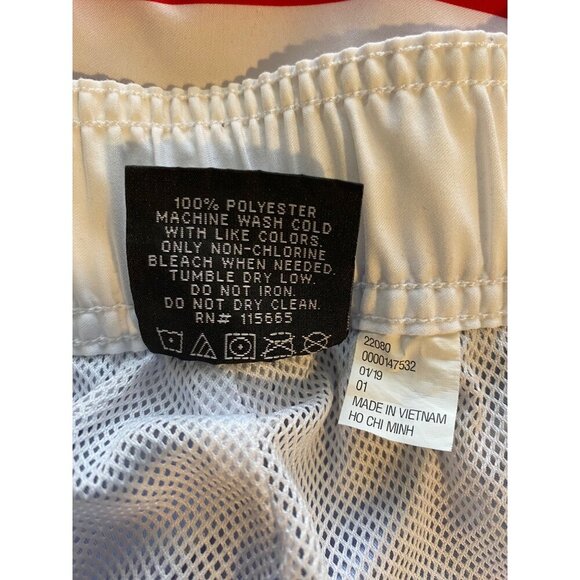 100% POLYESTER
MACHINE WASH COLD
WITH LIKE COLORS.
ONLY NON-CHLORINE
BLEACH WHEN NEEDED.
TUMBLE DRY LOW.
DO NOT IRON.
DO NOT DRY CLEAN.
RN# 115665
22080
0000147532
01/19
01
MADE IN VIETNAM
HO CHI MINH